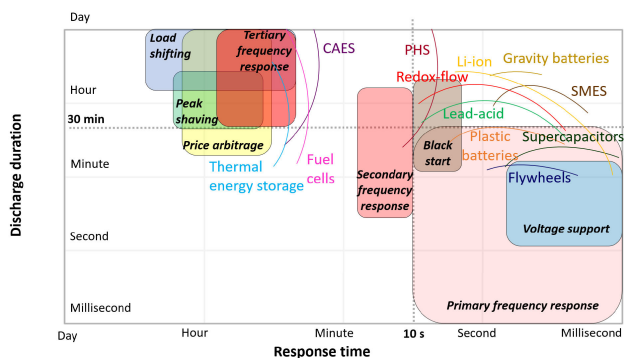 Day
Load
shifting
Tertiary
frequency
response
CAES
PHS
Li-ion
Gravity batteries
Redox-flow
SMES
Hour
Peak
shaving
Lead-acid
30 min
Price arbitrage
Plastic
batteries
Supercapacitors
Black
start
Minute
Thermal
energy storage
Fuel
cells
Secondary
frequency
response
Flywheels
Voltage support
Second
Millisecond
Primary frequency response
Discharge duration
Day
Hour
Minute
10 s
Second
Millisecond
Response time